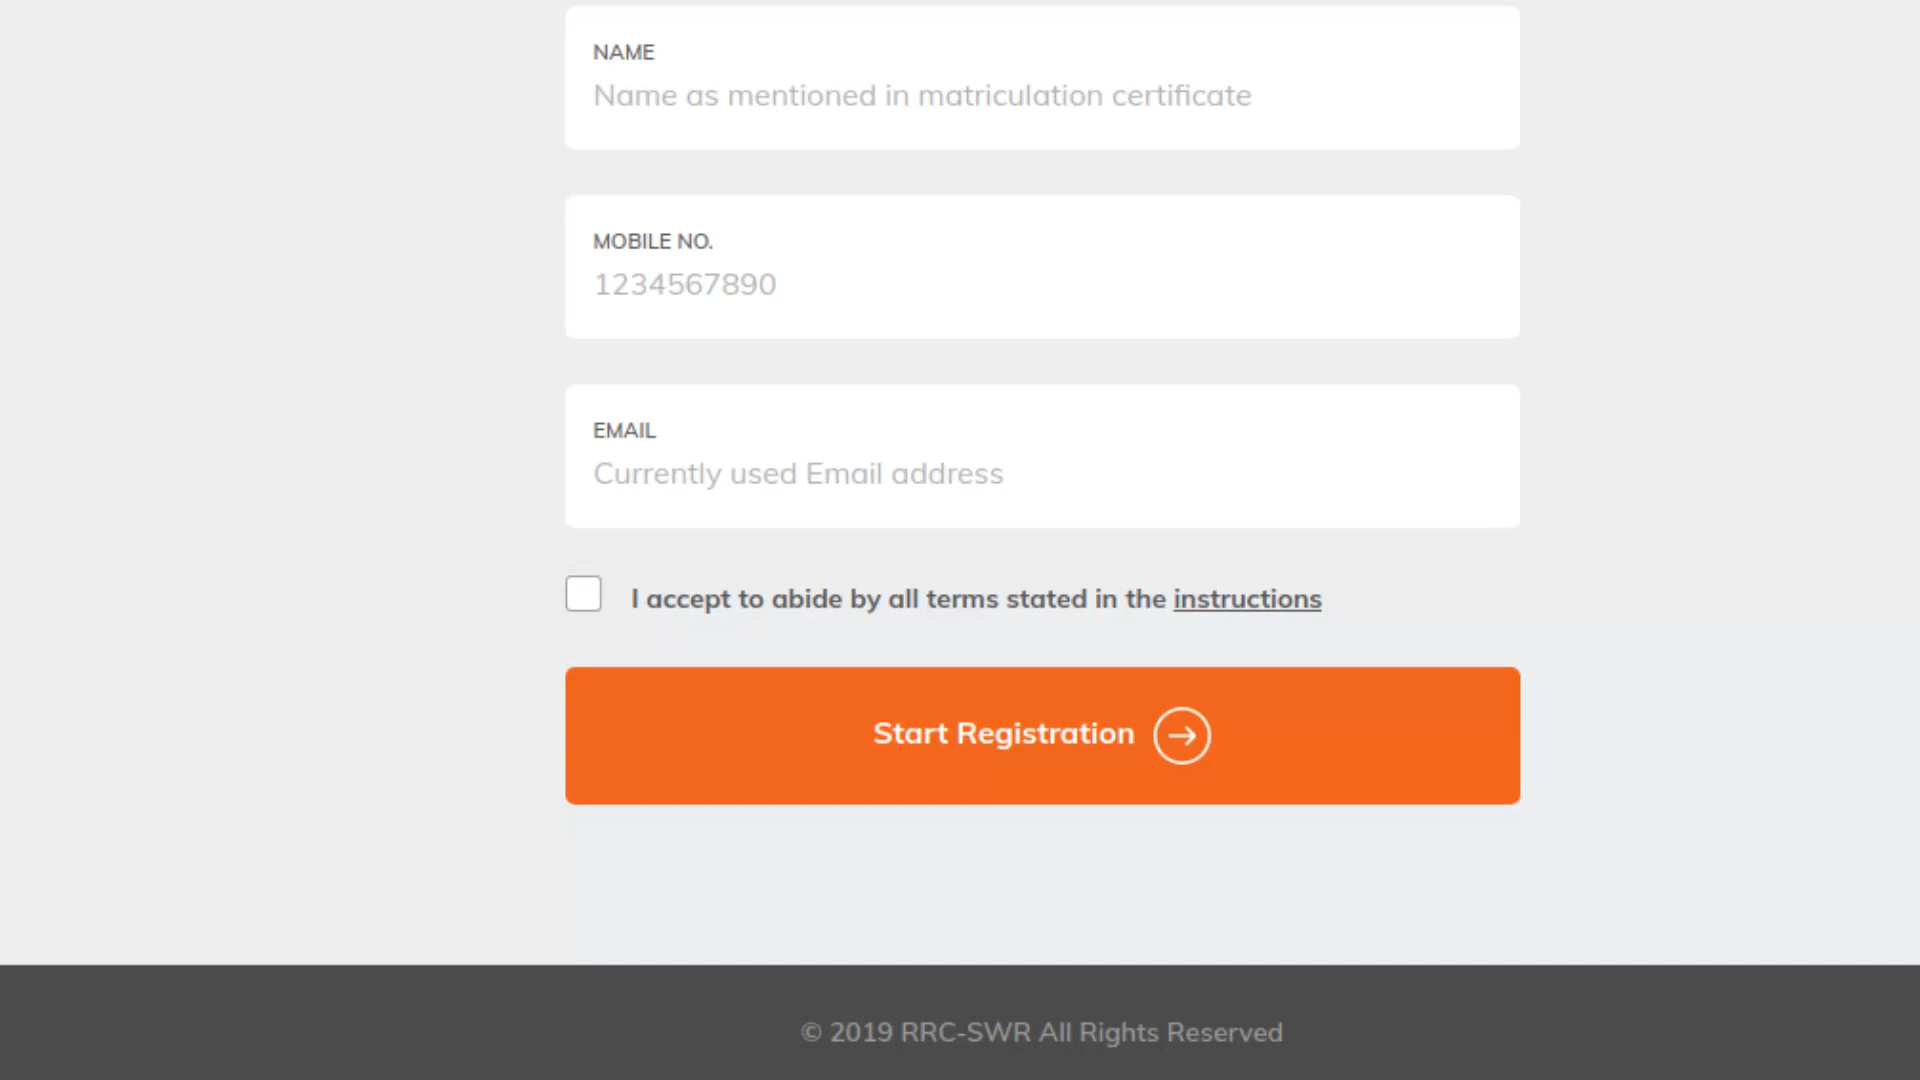 NAME
Name as mentioned in matriculation certificate
MOBILE NO.
1234567890
EMAIL
Currently used Email address
I accept to abide by all terms stated in the instructions
Start Registration
© 2019 RRC-SWR All Rights Reserved